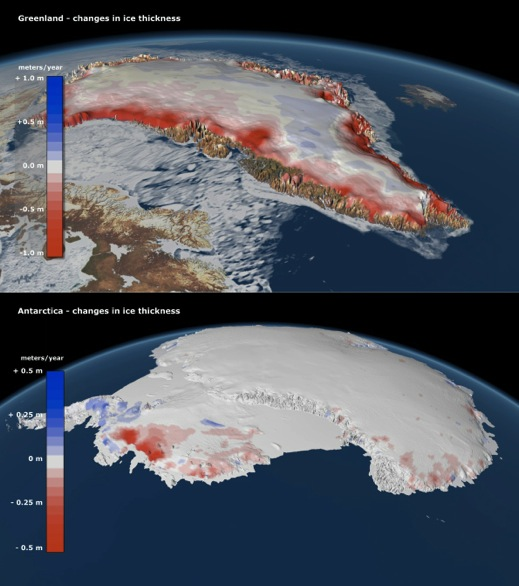 Greenland - changes in ice thickness
meters/year
+ 1.0 m
+0.5 m
0.0 m
-0.5 m
-1.0 m
Antarctica - changes in ice thickness
meters/year
+ 0.5 m
+ 0.25 m
0 m
- 0.25 m
- 0.5 m